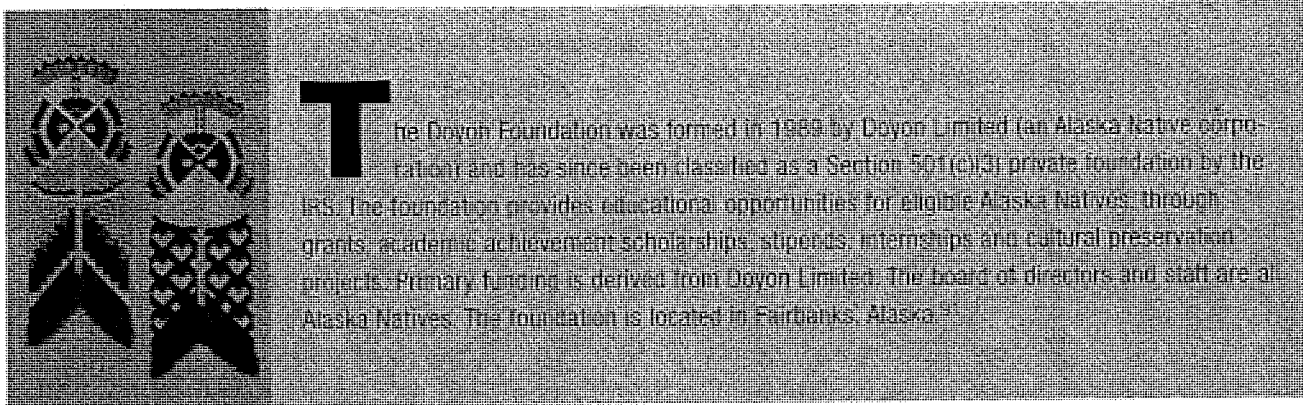 The Doyon Foundation was formed in 1989 by Doyon Limited (an Alaska Native corpo-
ration) and has since been classified as a Section 501(c)(3) private foundation by the
IRS. The foundation provides educational opportunities for eligible Alaska Natives, through
grants, academic achievement scholarships, stipends, internships and cultural preservation
projects. Primary funding is derived from Doyon Limited. The board of directors and staff are all
Alaska Natives. The foundation is located in Fairbanks, Alaska.